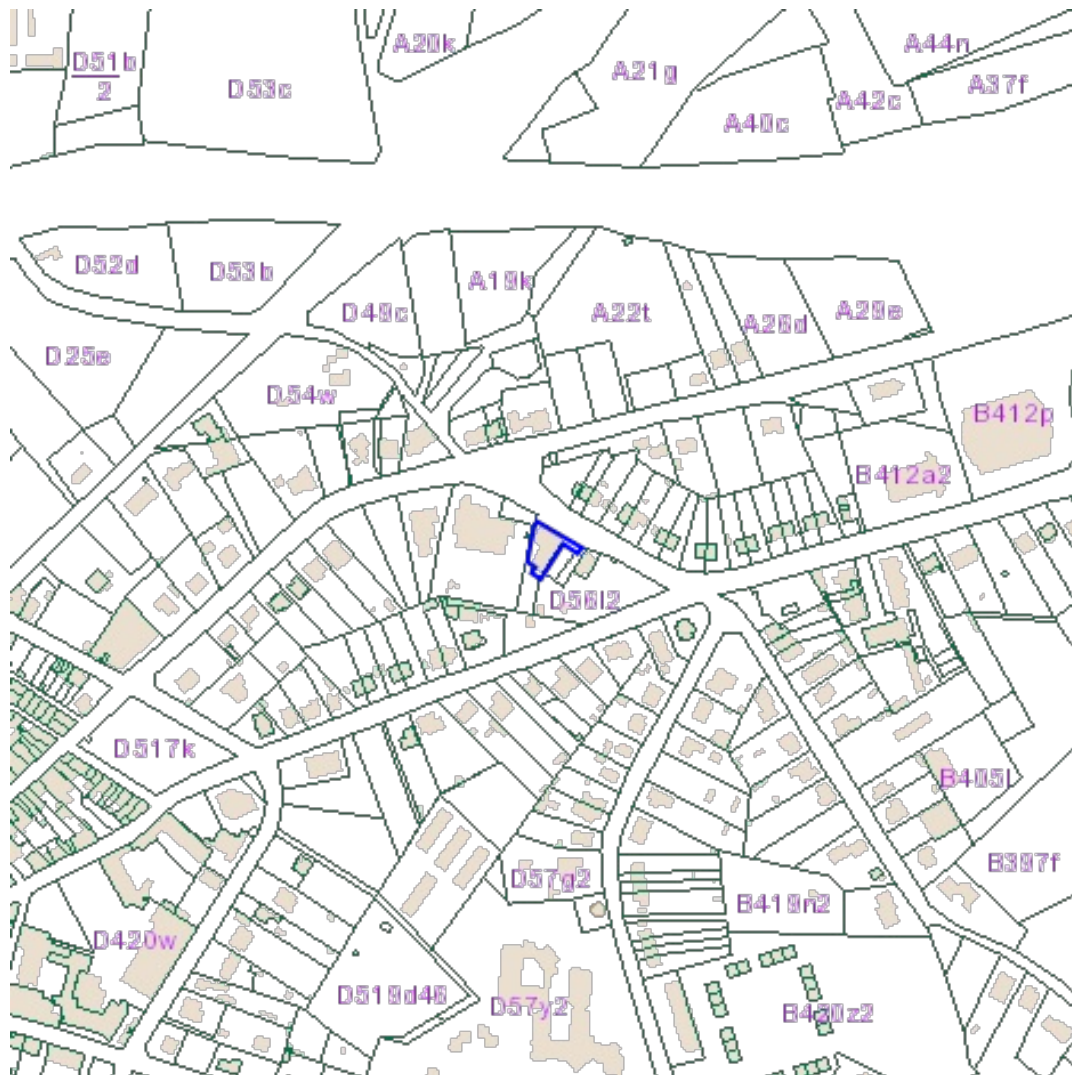 A20k
A44n
D51b
2
D53c
A21g
A37f
A42c
A40c
D52d
D53b
A19k
D49c
A22t
A26d
A29e
D25e
D54w
B412p
B412a2
D56l2
D517k
B405l
B397f
D57g2
B419n2
D420w
D519d46
D57y2
B420z2